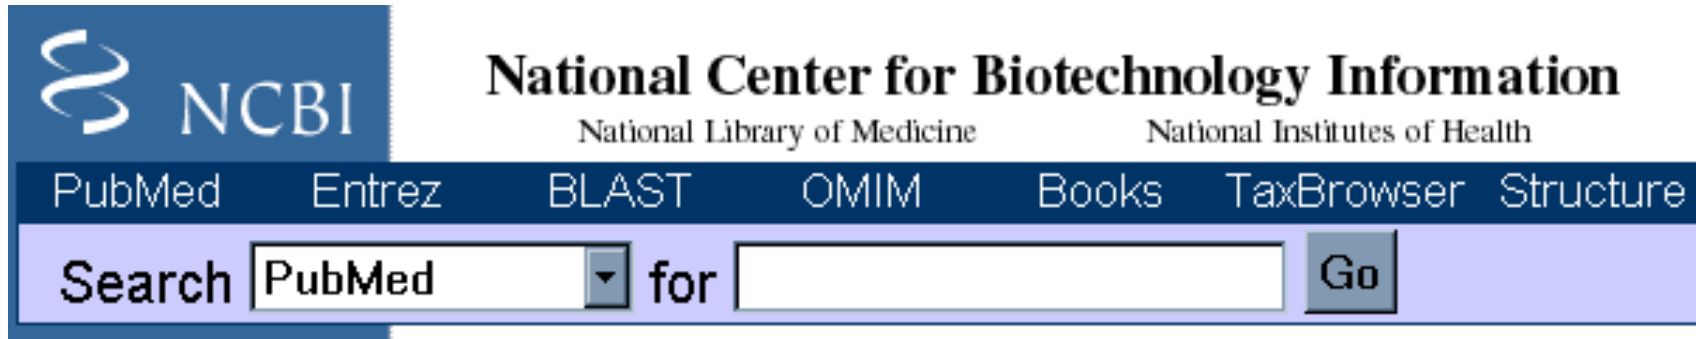 NCBI
National Center for Biotechnology Information
National Library of Medicine National Institutes of Health
PubMed Entrez BLAST OMIM Books TaxBrowser Structure
Search PubMed for Go